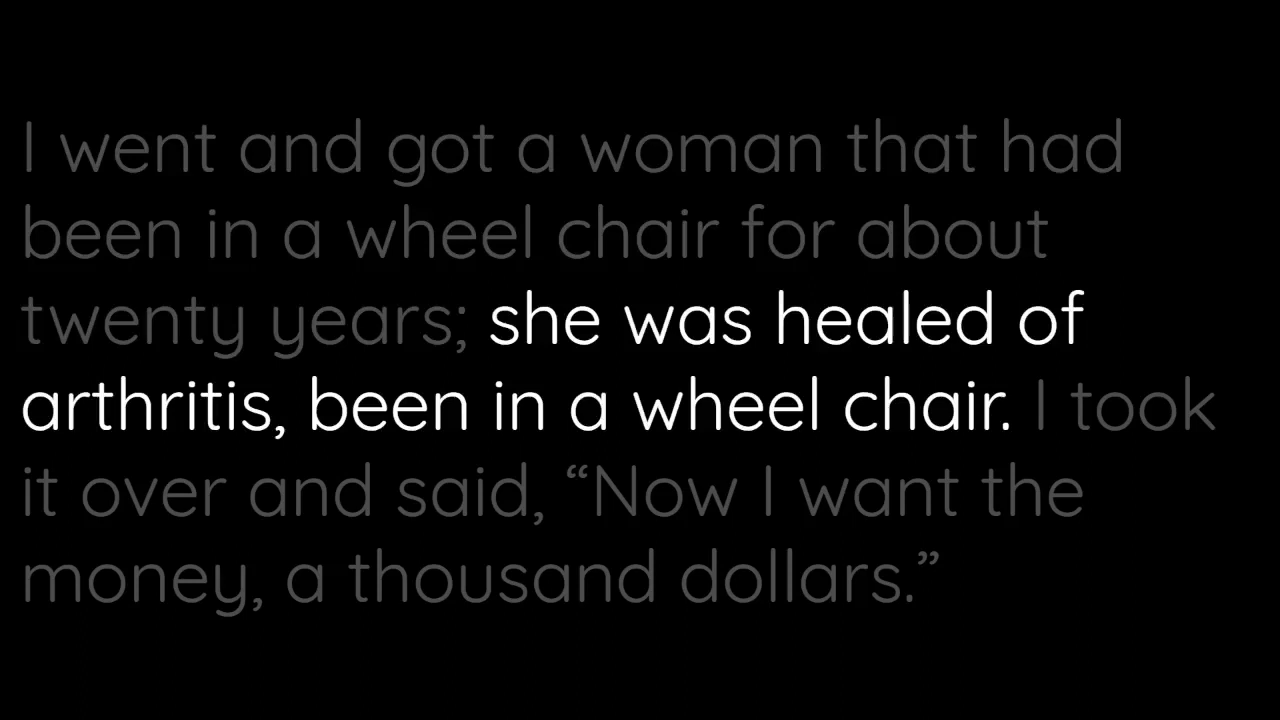 I went and got a woman that had
been in a wheel chair for about
twenty years; she was healed of
arthritis, been in a wheel chair. I took
it over and said, “Now I want the
money, a thousand dollars.”